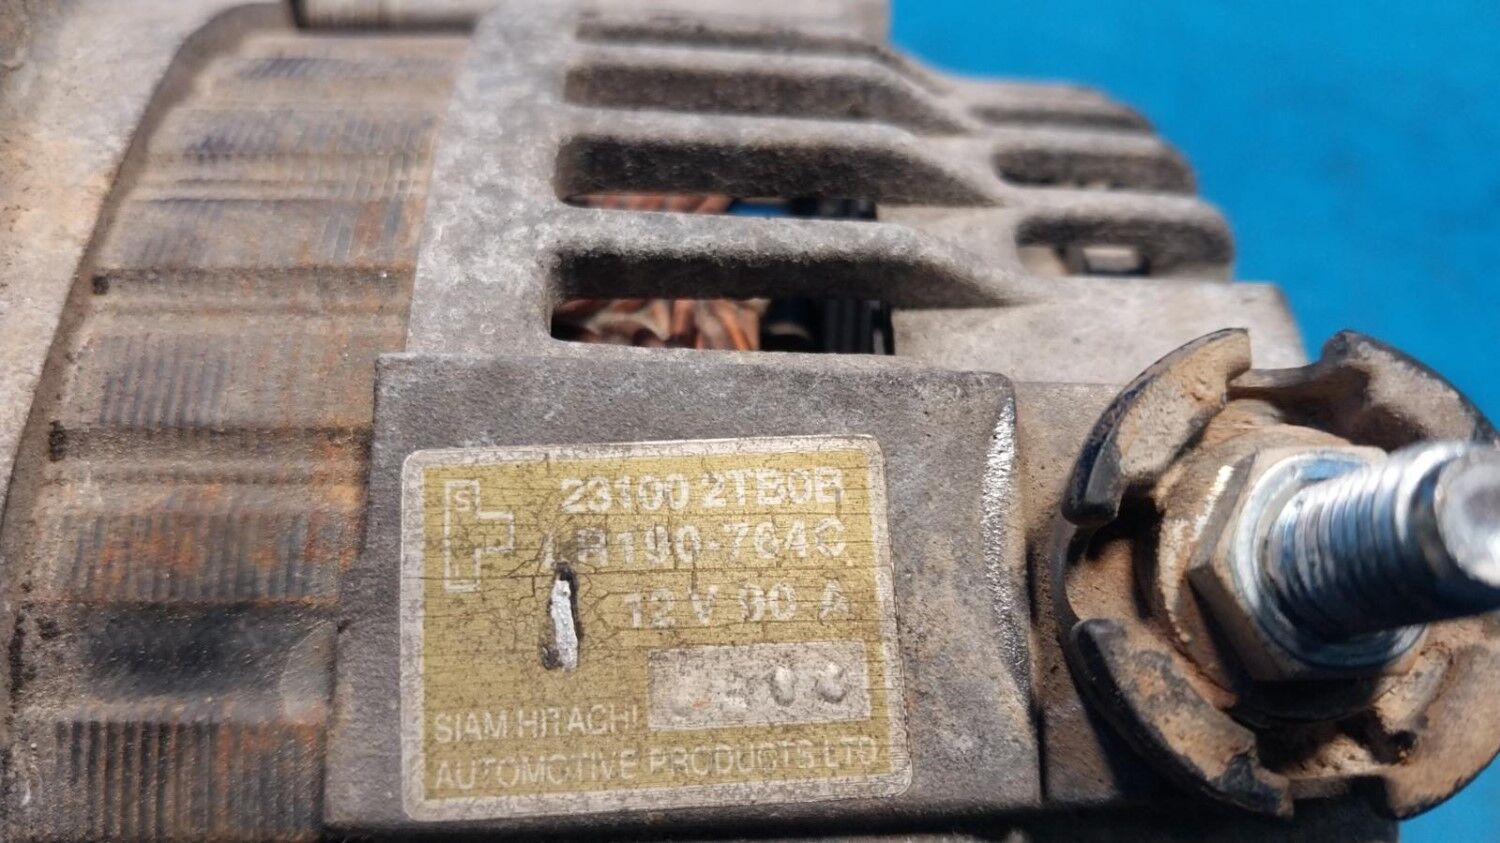 23100 2TB0B
LR190-764C
12 V 90 A
SIAM HITACHI
AUTOMOTIVE PRODUCTS LTD